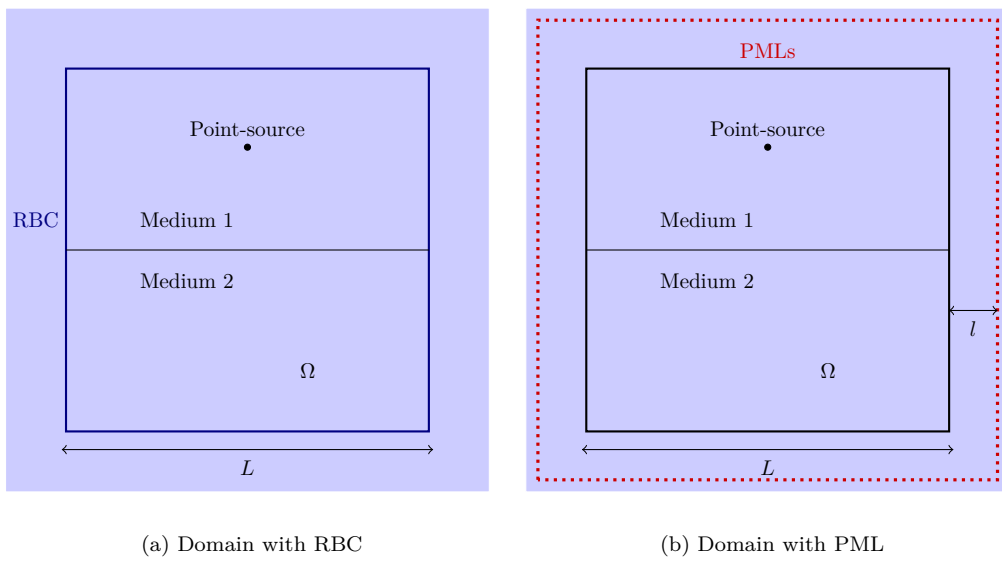 Point-source
RBC
Medium 1
Medium 2
Ω
L
(a) Domain with RBC
PMLs
Point-source
Medium 1
Medium 2
l
Ω
L
(b) Domain with PML